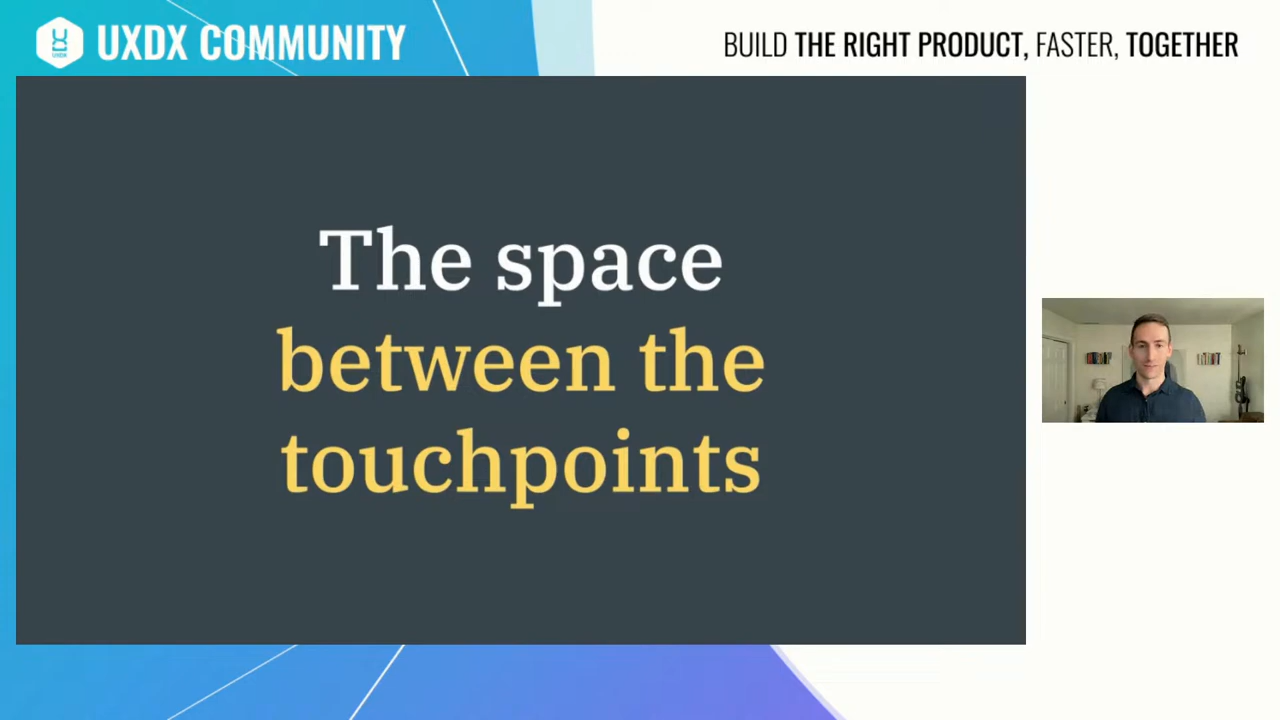 UXDX COMMUNITY
BUILD THE RIGHT PRODUCT, FASTER, TOGETHER
The space
between the
touchpoints